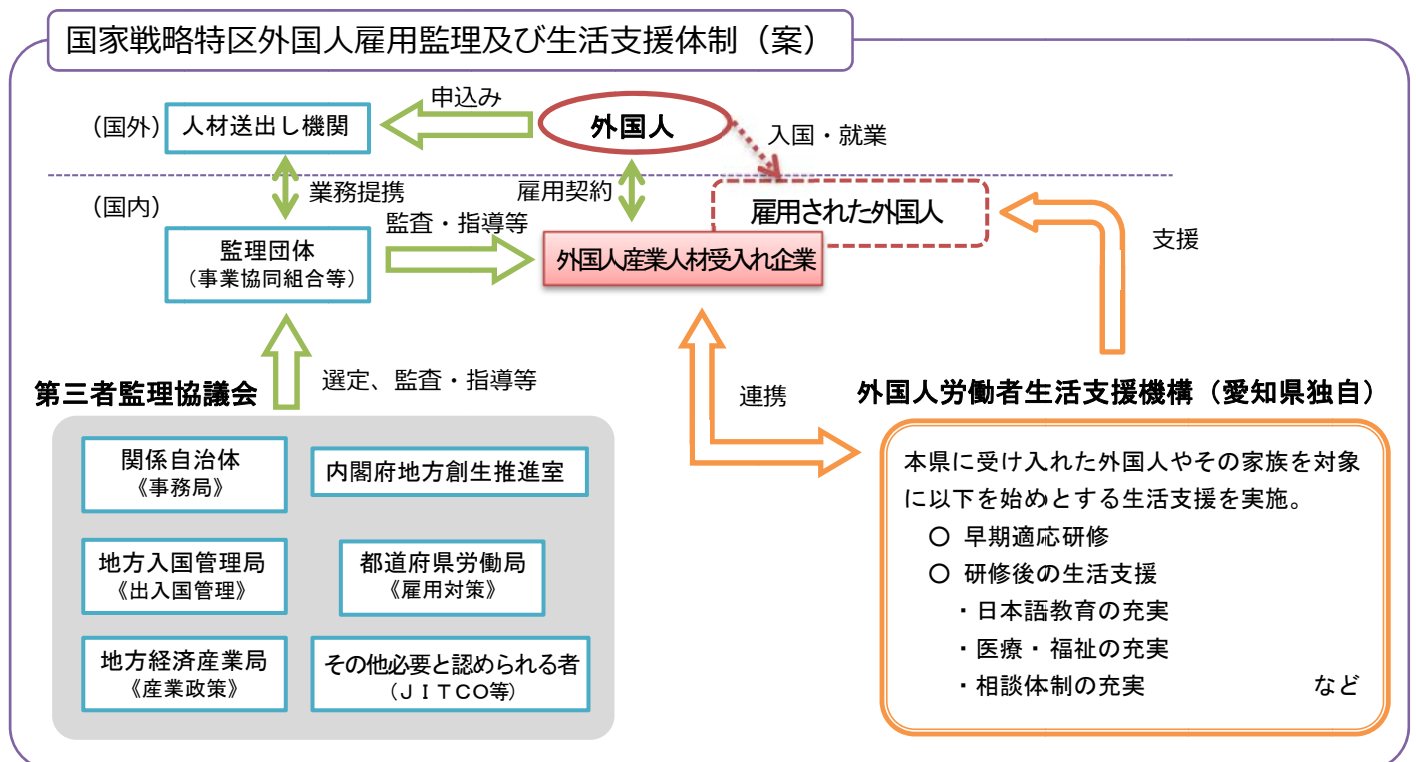 国家戦略特区外国人雇用監理及び生活支援体制（案）
申込み
（国外）
人材送出し機関
外国人
入国・就業
業務提携
雇用契約
（国内）
監査・指導等
雇用された外国人
支援
監理団体
（事業協同組合等）
外国人産業人材受入れ企業
選定、監査・指導等
連携
第三者監理協議会
関係自治体
《事務局》
内閣府地方創生推進室
地方入国管理局
《出入国管理》
都道府県労働局
《雇用対策》
地方経済産業局
《産業政策》
その他必要と認められる者
（ＪＩＴＣＯ等）
外国人労働者生活支援機構（愛知県独自）
本県に受け入れた外国人やその家族を対象
に以下を始めとする生活支援を実施。
○ 早期適応研修
○ 研修後の生活支援
・日本語教育の充実
・医療・福祉の充実
・相談体制の充実 など